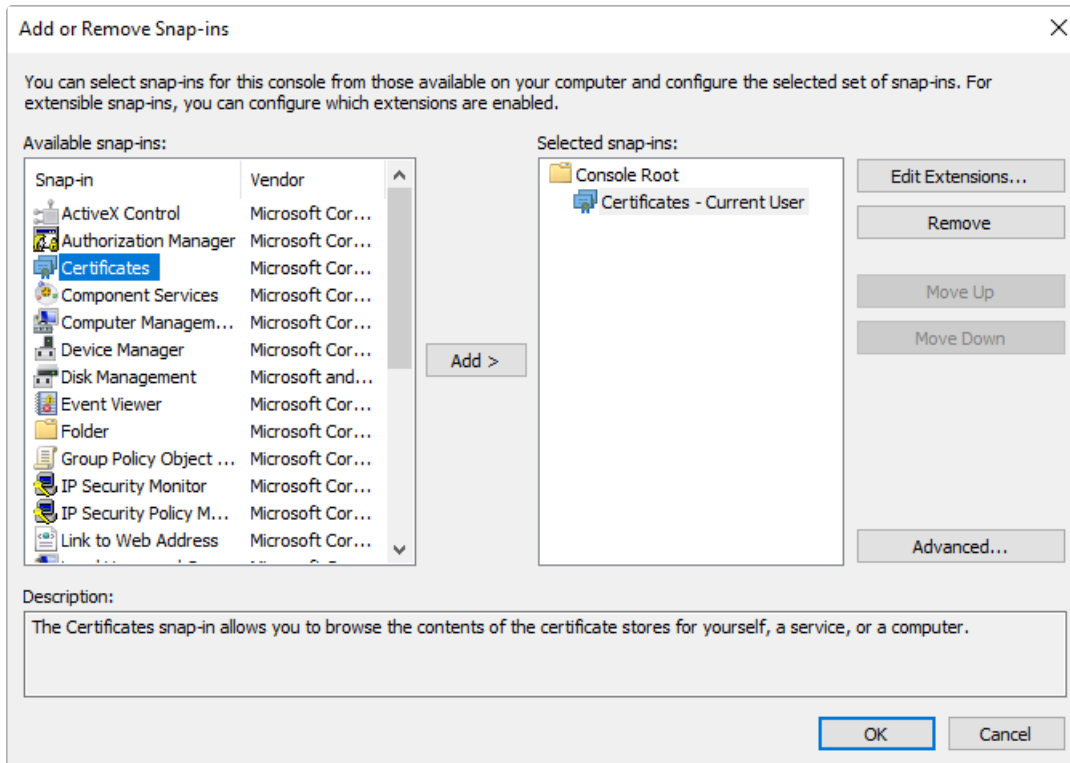 Add or Remove Snap-ins
You can select snap-ins for this console from those available on your computer and configure the selected set of snap-ins. For
extensible snap-ins, you can configure which extensions are enabled.
Available snap-ins:
Snap-in Vendor
ActiveX Control Microsoft Cor...
Authorization Manager Microsoft Cor...
Certificates Microsoft Cor...
Component Services Microsoft Cor...
Computer Managem... Microsoft Cor...
Device Manager Microsoft Cor...
Disk Management Microsoft and...
Event Viewer Microsoft Cor...
Folder Microsoft Cor...
Group Policy Object ... Microsoft Cor...
IP Security Monitor Microsoft Cor...
IP Security Policy M... Microsoft Cor...
Link to Web Address Microsoft Cor...
Add >
Selected snap-ins:
Console Root
Certificates - Current User
Edit Extensions...
Remove
Move Up
Move Down
Advanced...
Description:
The Certificates snap-in allows you to browse the contents of the certificate stores for yourself, a service, or a computer.
OK
Cancel